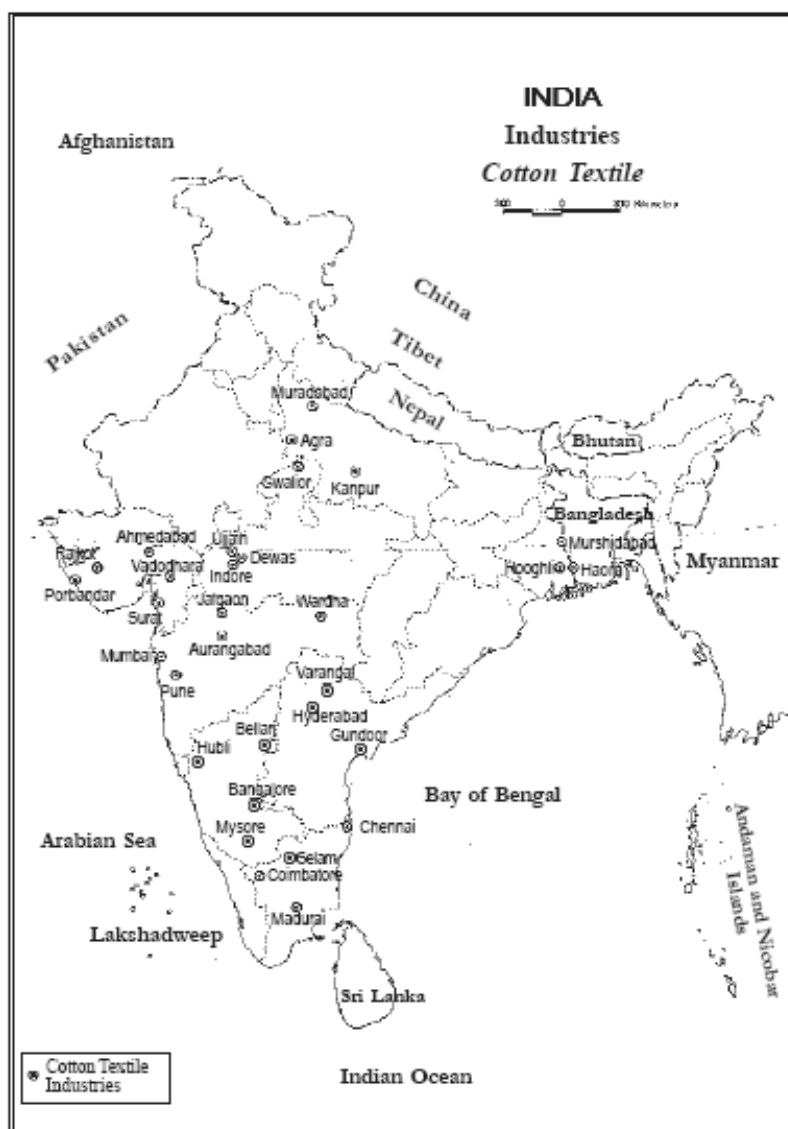 INDIA
Industries
Cotton Textile
300 0 300
Afghanistan
China
Pakistan
Tibet
Nepal
Muradabad
Agra
Gwalior
Kanpur
Bhutan
Bangladesh
Murshidabad
Hooghli
Haora
Myanmar
Ahmedabad
Ujjain
Dewas
Rajkot
Vadodhara
Indore
Porbandar
Surat
Jalgaon
Wardha
Aurangabad
Mumbai
Pune
Varangal
Hyderabad
Bellari
Gundoor
Hubli
Bangalore
Bay of Bengal
Mysore
Chennai
Arabian Sea
Selam
Coimbatore
Madurai
Lakshadweep
Andaman and Nicobar
Islands
Sri Lanka
Cotton Textile
Industries
Indian Ocean